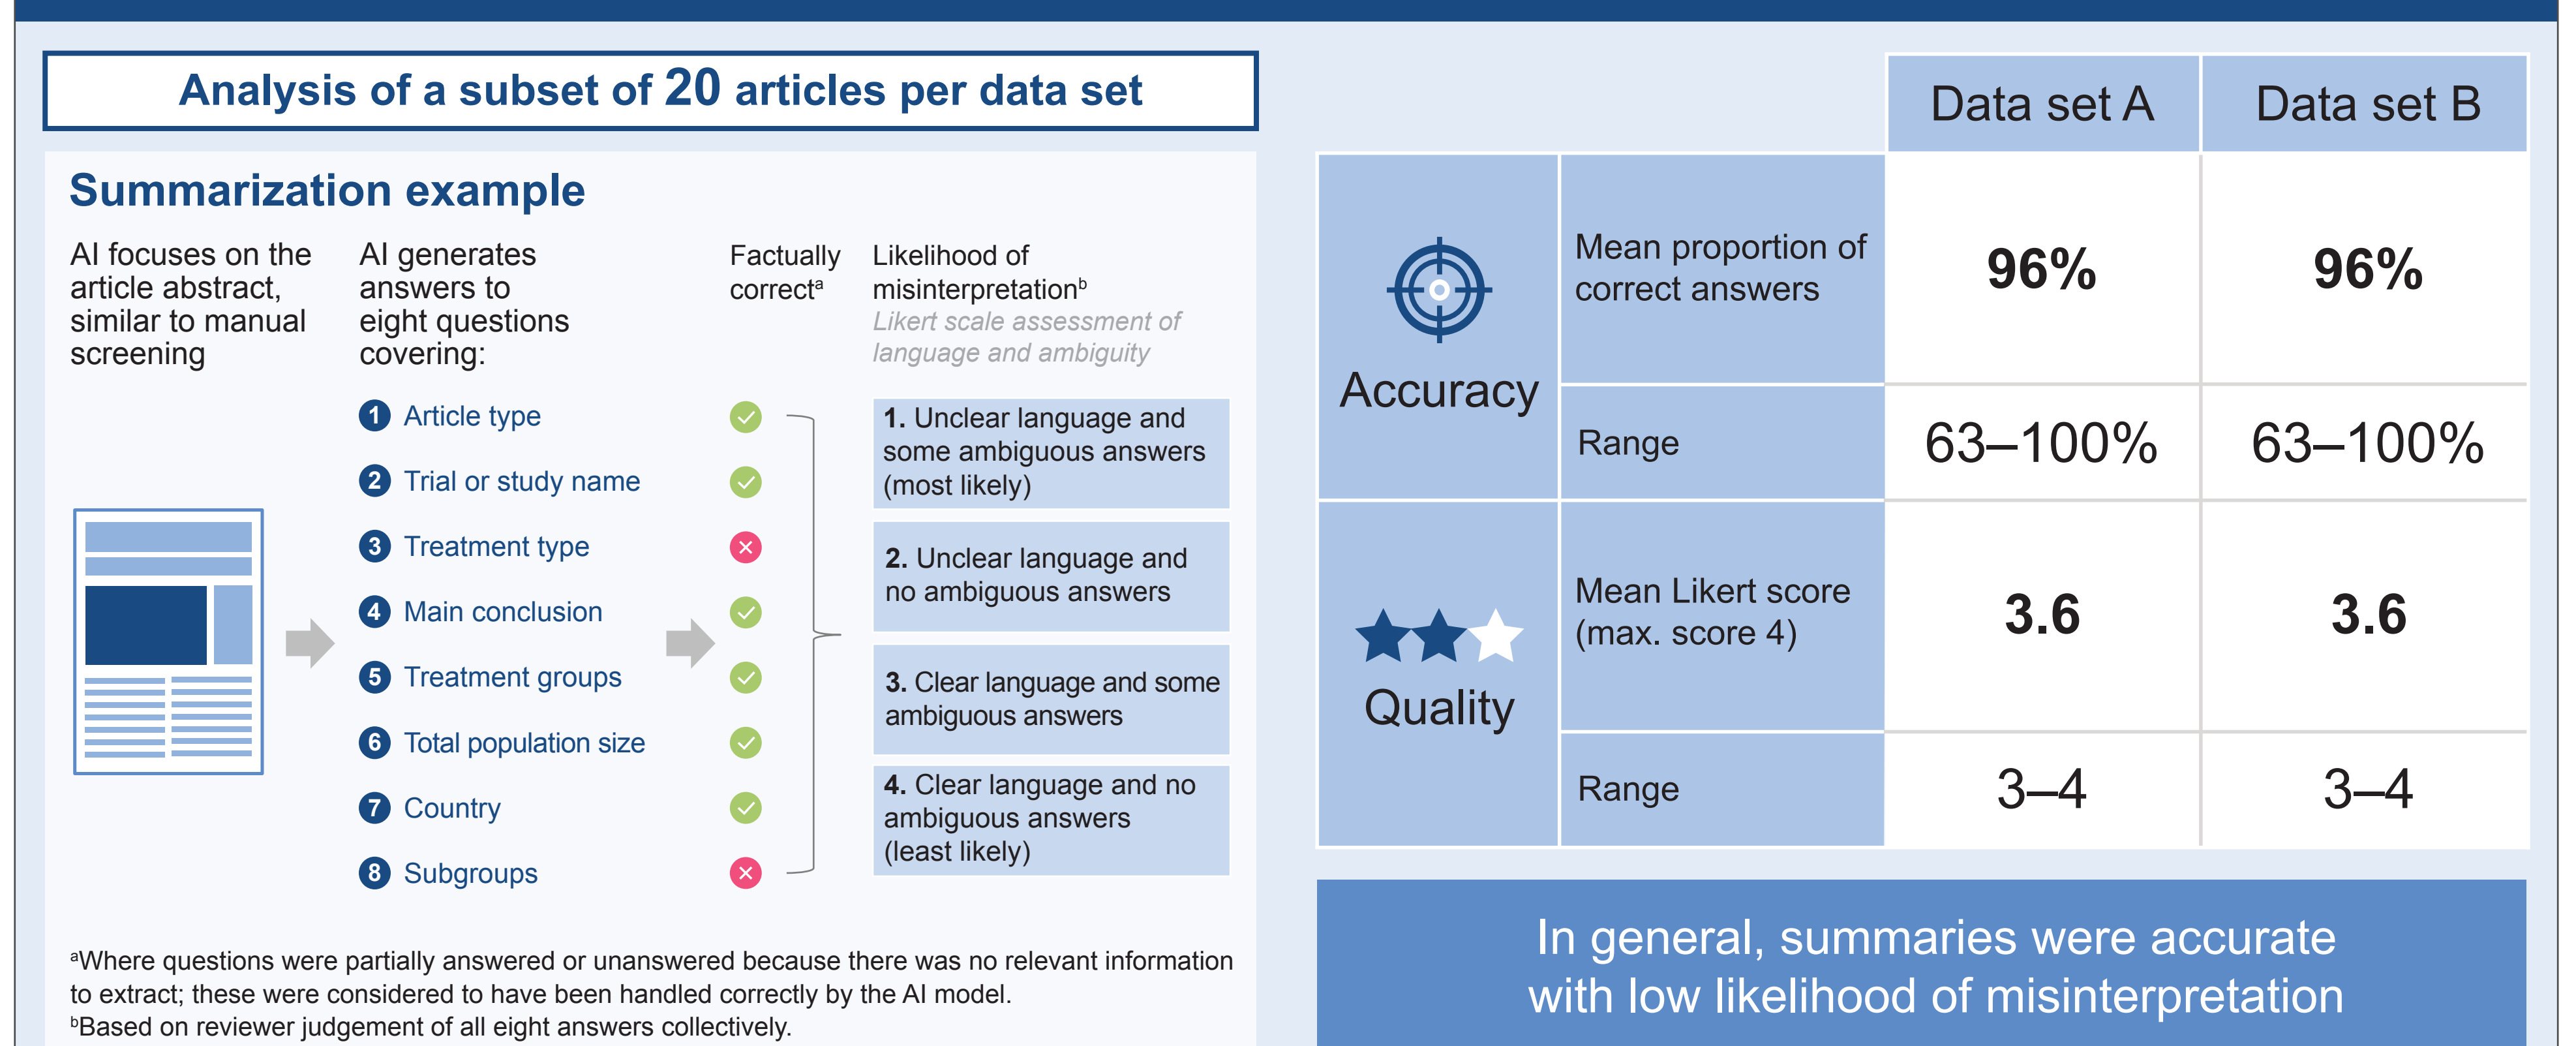 Analysis of a subset of 20 articles per data set
Summarization example
AI focuses on the
article abstract,
similar to manual
screening
AI generates
answers to
eight questions
covering:
Factually
correctᵃ
Likelihood of
misinterpretationᵇ
Likert scale assessment of
language and ambiguity
1 Article type
2 Trial or study name
3 Treatment type
4 Main conclusion
5 Treatment groups
6 Total population size
7 Country
8 Subgroups
1. Unclear language and
some ambiguous answers
(most likely)
2. Unclear language and
no ambiguous answers
3. Clear language and some
ambiguous answers
4. Clear language and no
ambiguous answers
(least likely)
ᵃWhere questions were partially answered or unanswered because there was no relevant information
to extract; these were considered to have been handled correctly by the AI model.
ᵇBased on reviewer judgement of all eight answers collectively.
Data set A Data set B
Accuracy
Mean proportion of
correct answers
96% 96%
Range 63–100% 63–100%
Quality
Mean Likert score
(max. score 4)
3.6 3.6
Range 3–4 3–4
In general, summaries were accurate
with low likelihood of misinterpretation